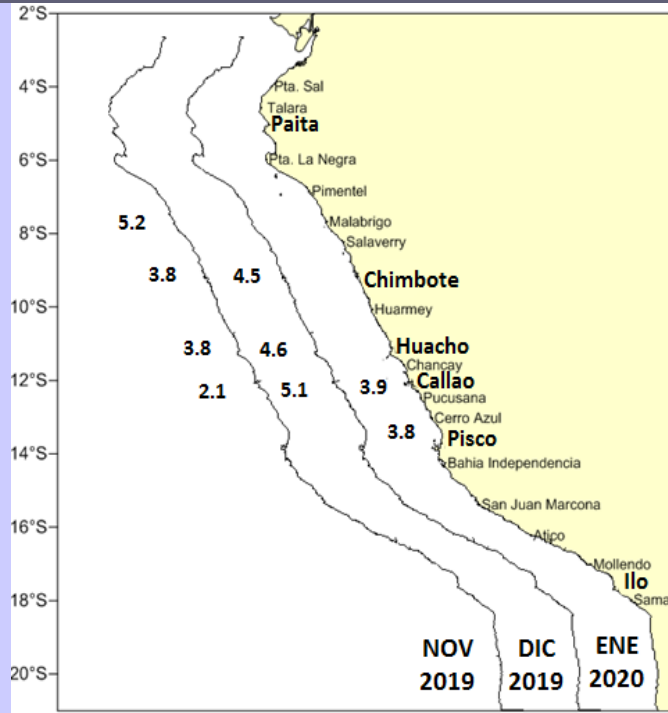 2°S
4°S
Pta. Sal
Talara
Paita
6°S
Pta. La Negra
Pimentel
5.2
Malabrigo
8°S
Salaverry
3.8 4.5
Chimbote
10°S
Huarmey
3.8 4.6
Huacho
Chancay
12°S
2.1 5.1 3.9
Callao
Pucusana
Cerro Azul
3.8
Pisco
14°S
Bahia Independencia
San Juan Marcona
16°S
Atico
Mollendo
Ilo
18°S
Sama
NOV DIC ENE
2019 2019 2020
20°S